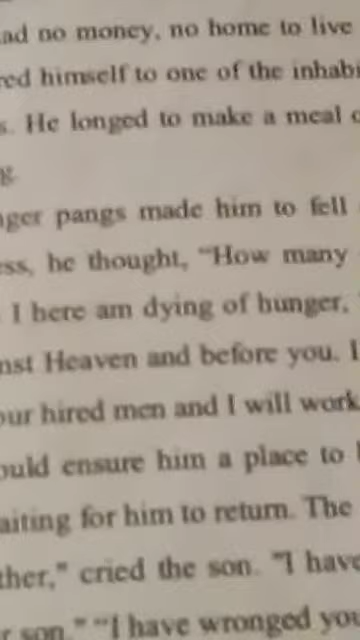 ad no money, no home to live
red himself to one of the inhabi
s. He longed to make a meal
g.
nger pangs made him to fell
ess, he thought, "How many
I here am dying of hunger,
nst Heaven and before you. I
our hired men and I will work
ould ensure him a place to
aiting for him to return. The
ther," cried the son. "I have
r son." "I have wronged you